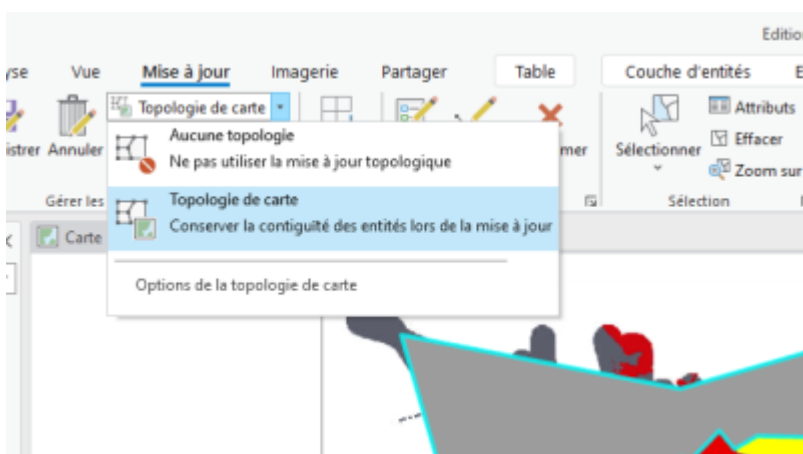 Editio
yse Vue Mise à jour Imagerie Partager Table Couche d'entités E
Topologie de carte
istrer Annuler
Aucune topologie
Ne pas utiliser la mise à jour topologique
Topologie de carte
Conserver la contiguïté des entités lors de la mise à jour
Options de la topologie de carte
mer
Sélectionner
Attributs
Effacer
Zoom sur
Gérer les
Sélection
Carte